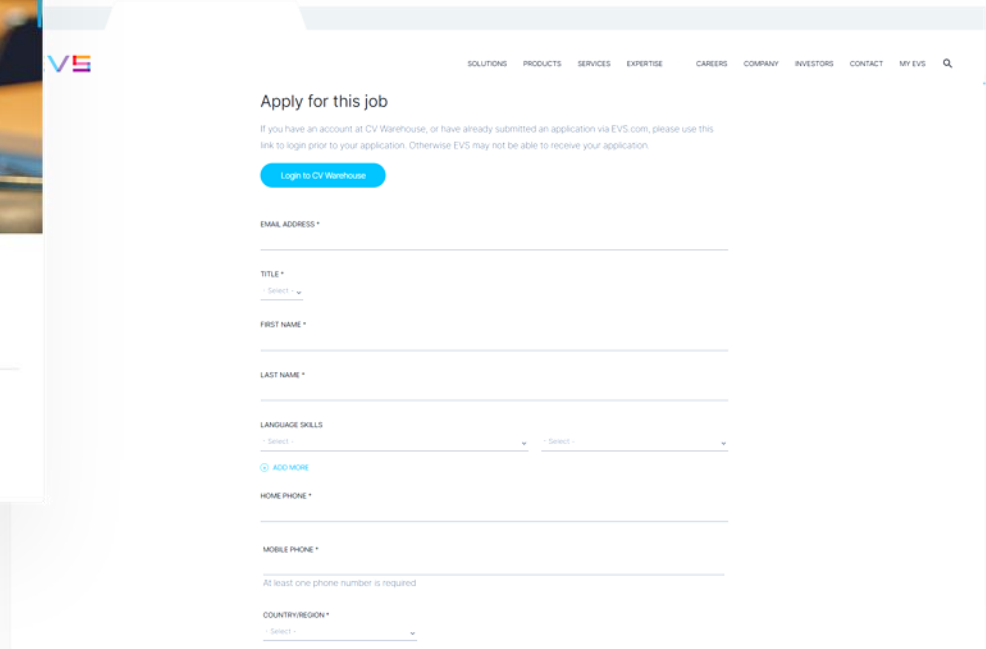 EVS
SOLUTIONS PRODUCTS SERVICES EXPERTISE CAREERS COMPANY INVESTORS CONTACT MY EVS
Apply for this job
If you have an account at CV Warehouse, or have already submitted an application via EVS.com, please use this
link to login prior to your application. Otherwise EVS may not be able to receive your application.
Login to CV Warehouse
EMAIL ADDRESS *
TITLE *
- Select -
FIRST NAME *
LAST NAME *
LANGUAGE SKILLS
- Select - - Select -
ADD MORE
HOME PHONE *
MOBILE PHONE *
At least one phone number is required
COUNTRY/REGION *
- Select -